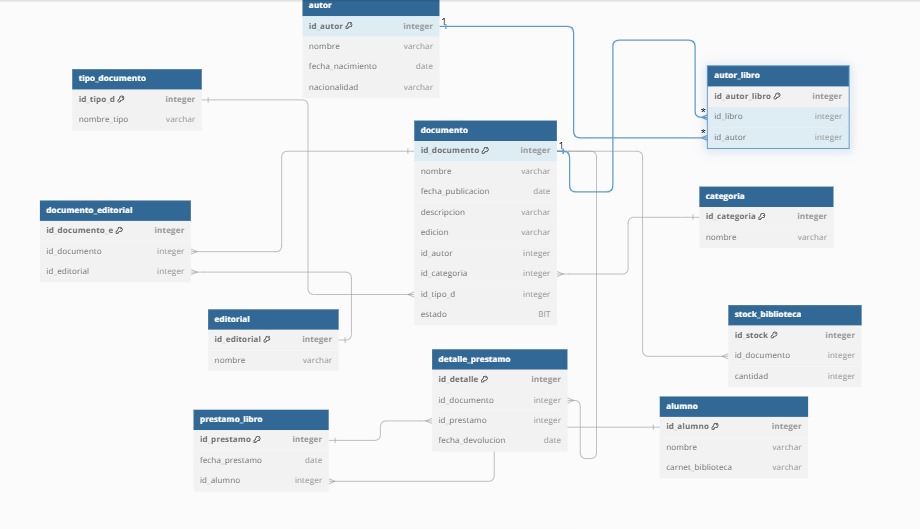 autor
id_autor integer
nombre varchar
fecha_nacimiento date
nacionalidad varchar
tipo_documento
id_tipo_d integer
nombre_tipo varchar
autor_libro
id_autor_libro integer
id_libro integer
id_autor integer
documento
id_documento integer
nombre varchar
fecha_publicacion date
descripcion varchar
edicion varchar
id_autor integer
id_categoria integer
id_tipo_d integer
estado BIT
categoria
id_categoria integer
nombre varchar
documento_editorial
id_documento_e integer
id_documento integer
id_editorial integer
editorial
id_editorial integer
nombre varchar
stock_biblioteca
id_stock integer
id_documento integer
cantidad integer
detalle_prestamo
id_detalle integer
id_documento integer
id_prestamo integer
fecha_devolucion date
alumno
id_alumno integer
nombre varchar
carnet_biblioteca varchar
prestamo_libro
id_prestamo integer
fecha_prestamo date
id_alumno integer
1
*
*
1